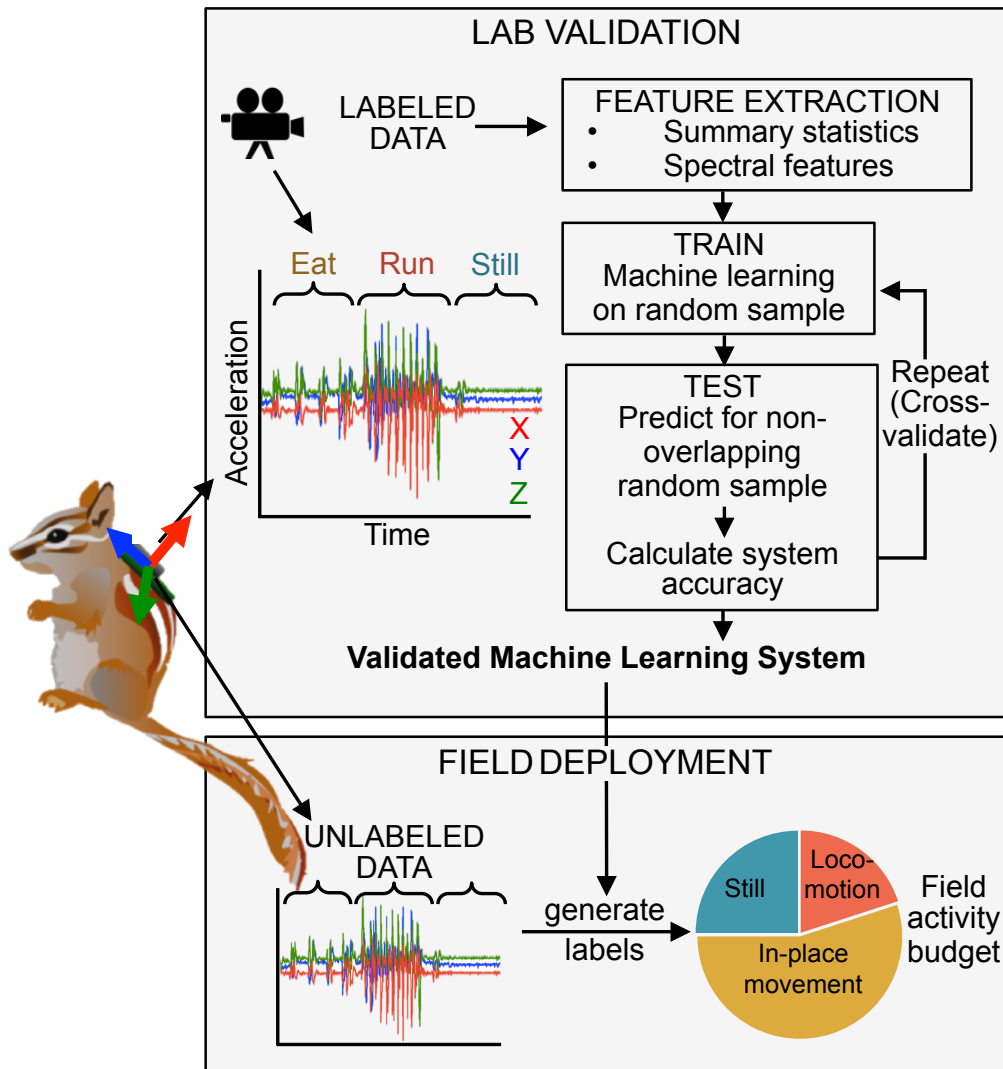 LAB VALIDATION
LABELED
DATA
FEATURE EXTRACTION
• Summary statistics
• Spectral features
Eat Run Still
Acceleration
X
Y
Z
Time
TRAIN
Machine learning
on random sample
TEST
Predict for non-
overlapping
random sample
Calculate system
accuracy
Repeat
(Cross-
validate)
Validated Machine Learning System
FIELD DEPLOYMENT
UNLABELED
DATA
generate
labels
Still
Loco-
motion
In-place
movement
Field
activity
budget